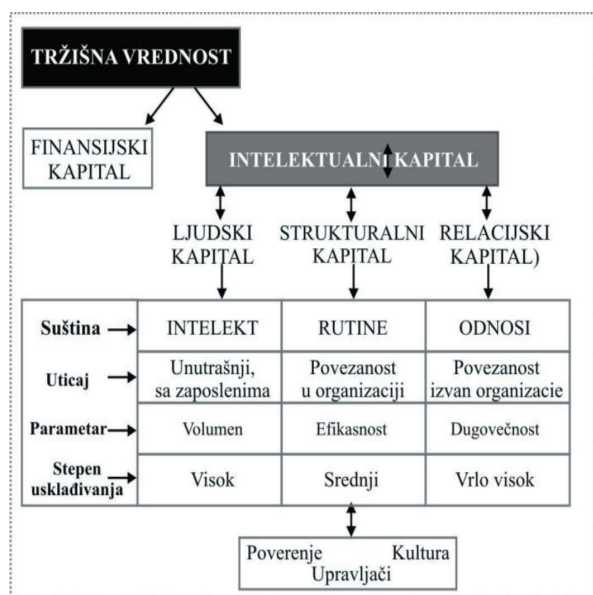 TRŽIŠNA VREDNOST
FINANSIJSKI
KAPITAL
INTELEKTUALNI KAPITAL
LJUDSKI
KAPITAL
STRUKTURALNI
KAPITAL
RELACIJSKI
KAPITAL)
Suština
INTELEKT
RUTINE
ODNOSI
Uticaj
Unutrašnji,
sa zaposlenima
Povezanost
u organizaciji
Povezanost
izvan organizacie
Parametar
Volumen
Efikasnost
Dugovečnost
Stepen
usklađivanja
Visok
Srednji
Vrlo visok
Poverenje Kultura
Upravljači